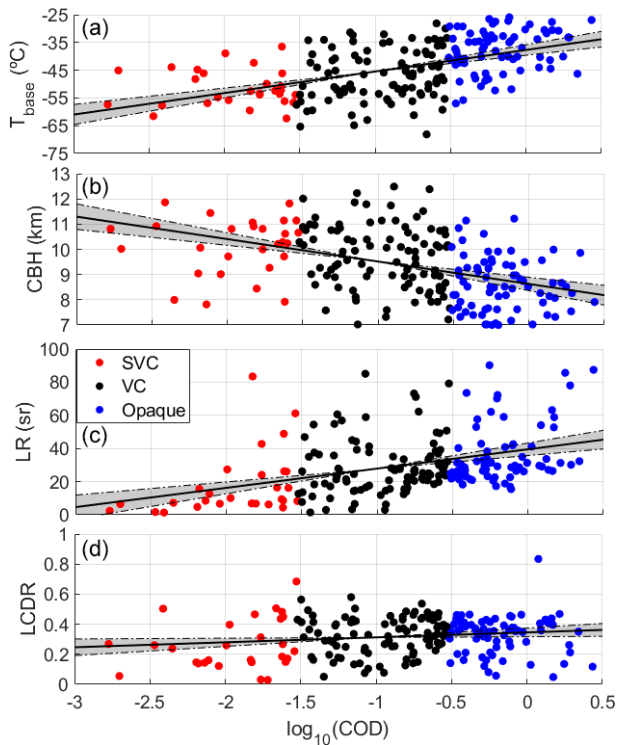 (a)
T_base (ºC)
-25
-35
-45
-55
-65
-75
(b)
CBH (km)
13
12
11
10
9
8
7
(c)
LR (sr)
100
80
60
40
20
0
SVC
VC
Opaque
(d)
LCDR
1
0.8
0.6
0.4
0.2
0
-3 -2.5 -2 -1.5 -1 -0.5 0 0.5
log10(COD)